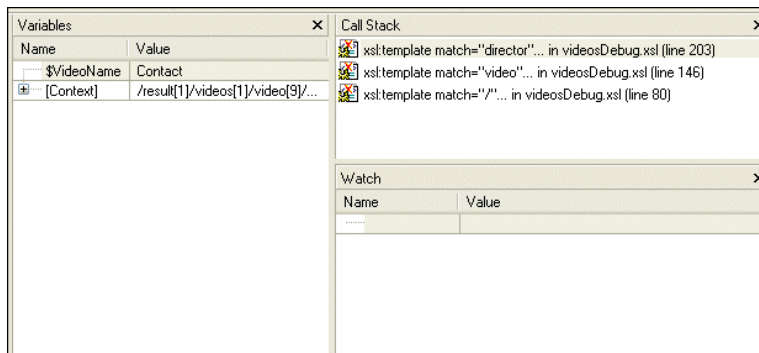 Variables
Name Value
$VideoName Contact
[Context] /result[1]/videos[1]/video[9]/...
Call Stack
xsl:template match="director"... in videosDebug.xsl (line 203)
xsl:template match="video"... in videosDebug.xsl (line 146)
xsl:template match="/"... in videosDebug.xsl (line 80)
Watch
Name Value